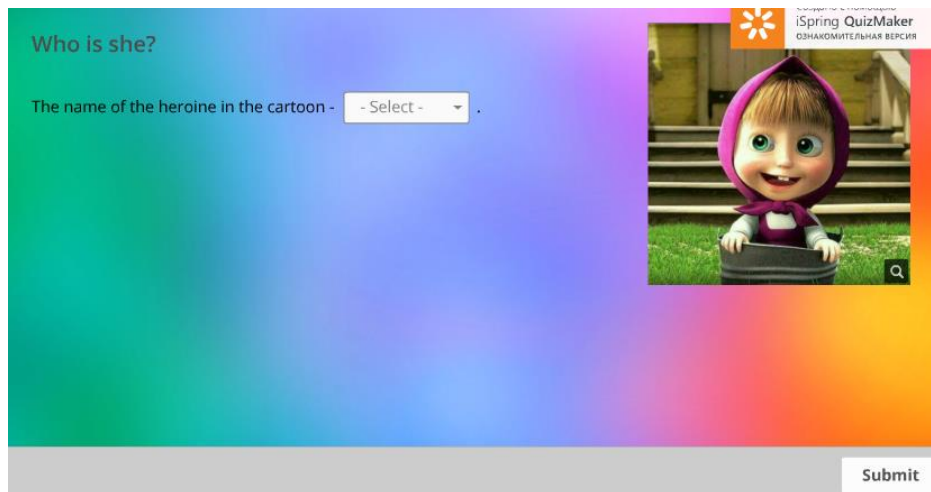 Who is she?
The name of the heroine in the cartoon - - Select - .
iSpring QuizMaker
ОЗНАКОМИТЕЛЬНАЯ ВЕРСИЯ
Submit